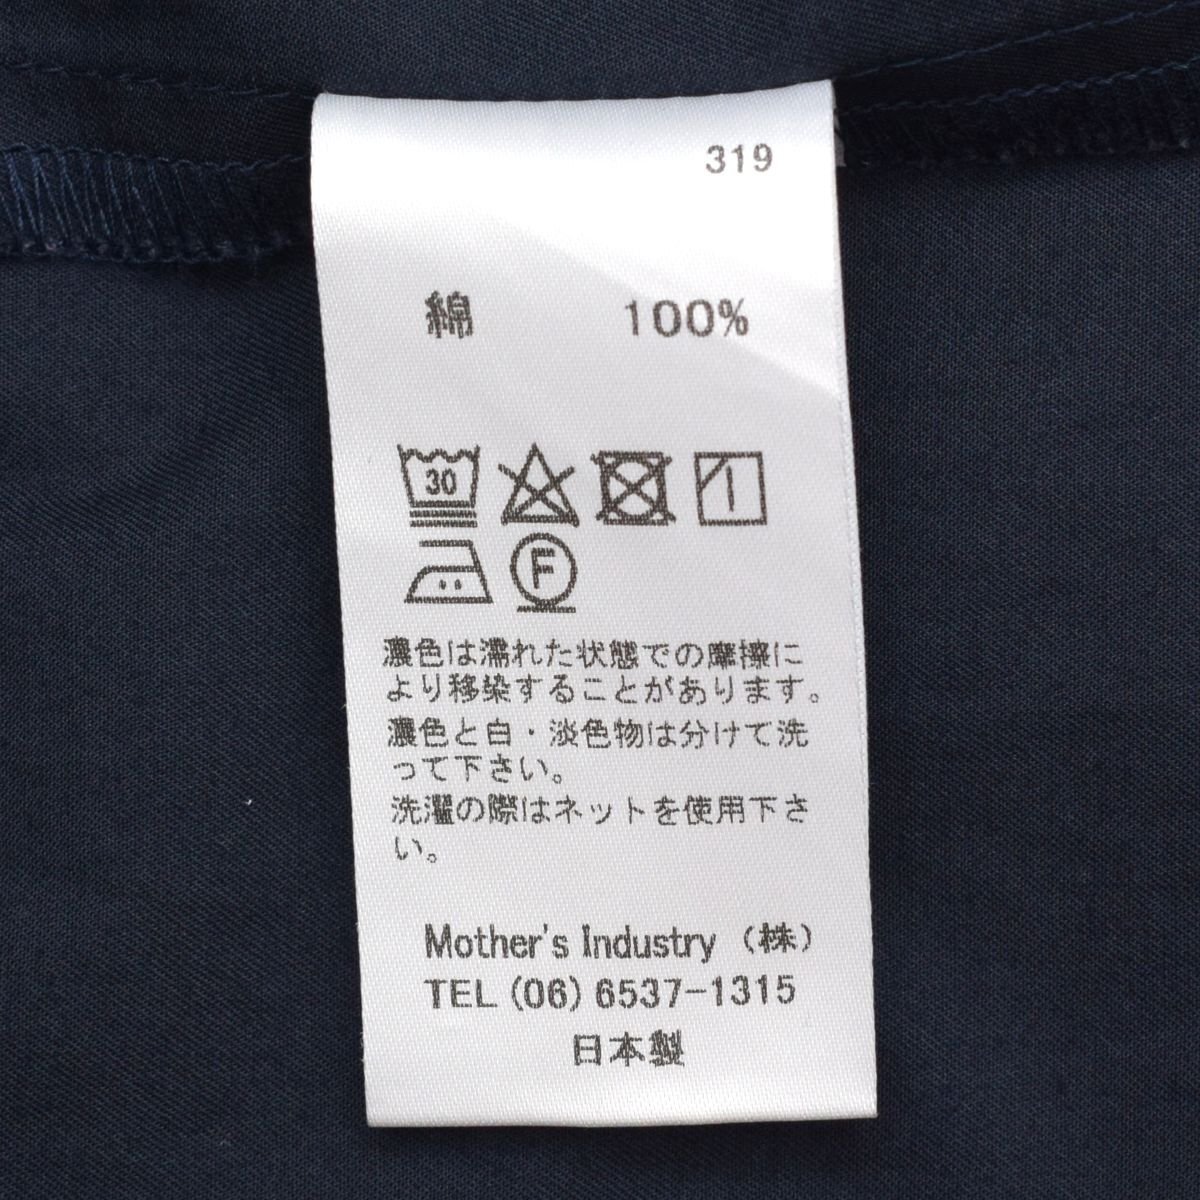 319
綿 100%
30
F
濃色は濡れた状態での摩擦に
より移染することがあります。
濃色と白・淡色物は分けて洗
って下さい。
洗濯の際はネットを使用下さ
い。
Mother's Industry（株）
TEL (06) 6537-1315
日本製